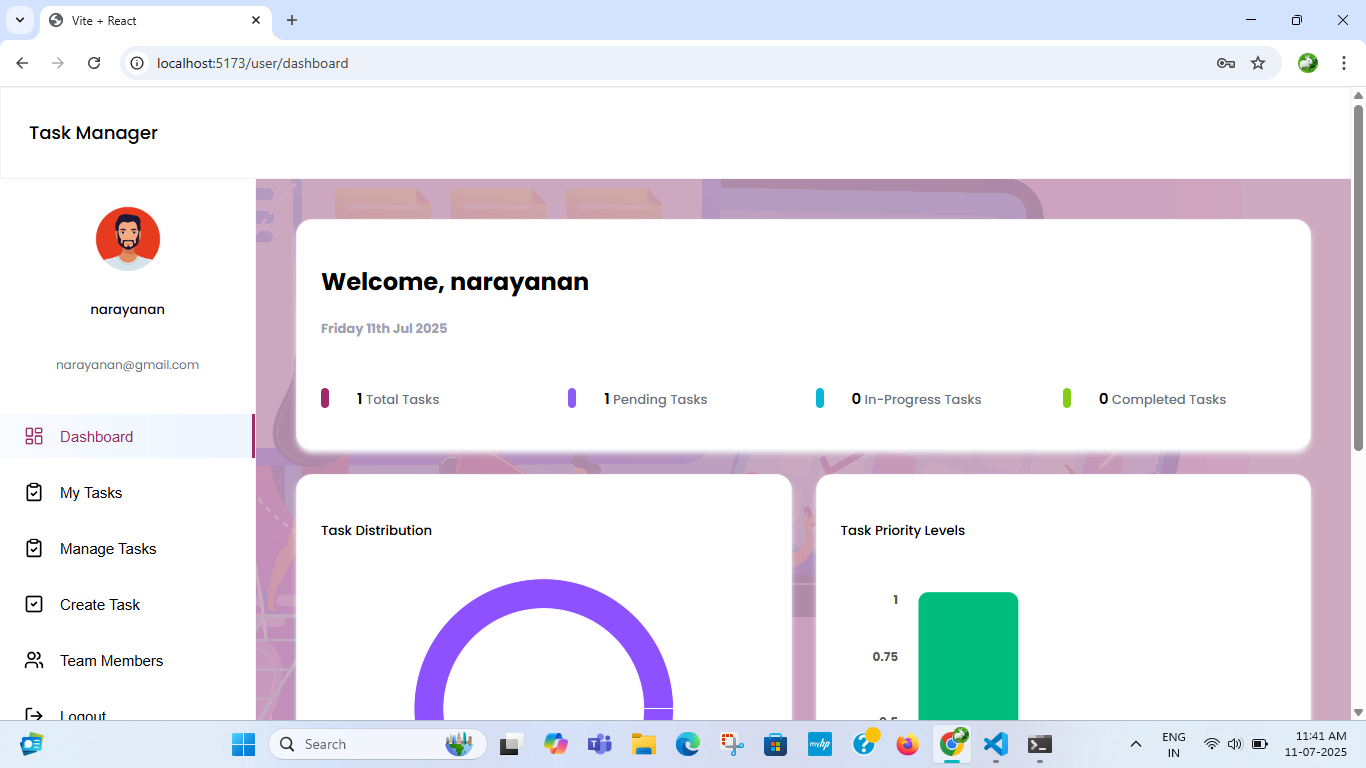 Vite + React
localhost:5173/user/dashboard
Task Manager
narayanan
narayanan@gmail.com
Dashboard
My Tasks
Manage Tasks
Create Task
Team Members
Logout
Welcome, narayanan
Friday 11th Jul 2025
1 Total Tasks
1 Pending Tasks
0 In-Progress Tasks
0 Completed Tasks
Task Distribution
Task Priority Levels
1
0.75
0.5
Search
myhp
ENG
IN
11:41 AM
11-07-2025